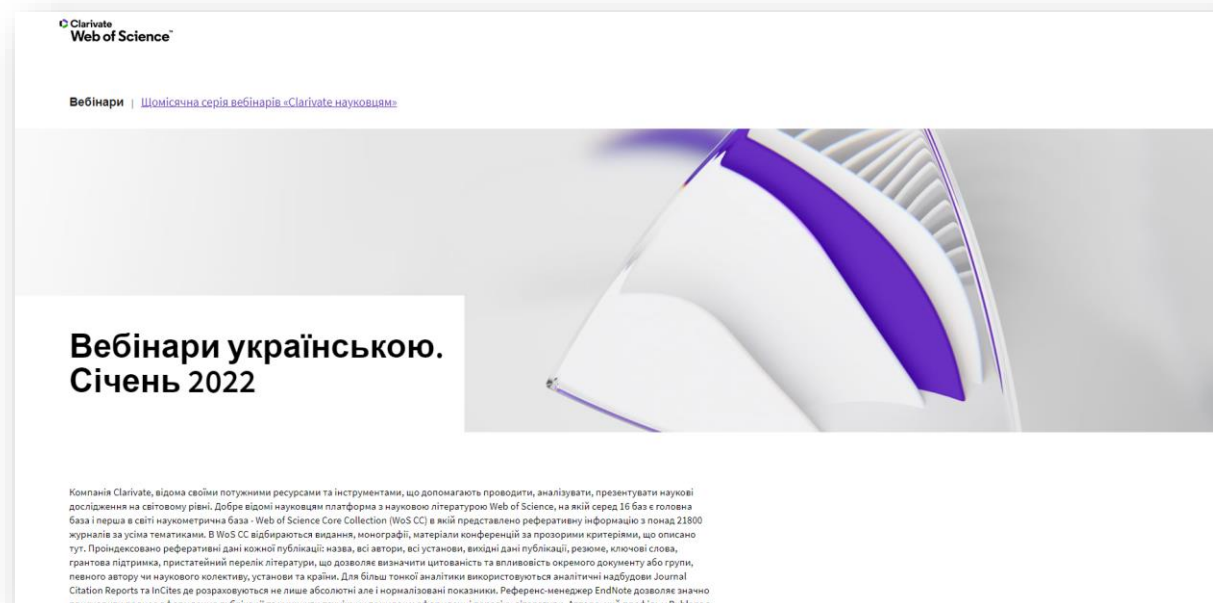 Clarivate
Web of Science™
Вебінари | Щомісячна серія вебінарів «Clarivate науковцям»
Вебінари українською.
Січень 2022
Компанія Clarivate, відома своїми потужними ресурсами та інструментами, що допомагають проводити, аналізувати, презентувати наукові
дослідження на світовому рівні. Добре відомі науковцям платформа з науковою літературою Web of Science, на якій серед 16 баз є головна
база і перша в світі наукометрична база - Web of Science Core Collection (WoS CC) в якій представлено реферативну інформацію з понад 21800
журналів за усіма тематиками. В WoS CC відбираються видання, монографії, матеріали конференцій за прозорими критеріями, що описано
тут. Проіндексовано реферативні дані кожної публікації: назва, всі автори, всі установи, вихідні дані публікації, резюме, ключові слова,
грантова підтримка, пристатейний перелік літератури, що дозволяє визначити цитованість та впливовість окремого документу або групи,
певного автору чи наукового колективу, установи та країни. Для більш тонкої аналітики використовуються аналітичні надбудови Journal
Citation Reports та InCites де розраховуються не лише абсолютні але і нормалізовані показники. Референс-менеджер EndNote дозволяє значно